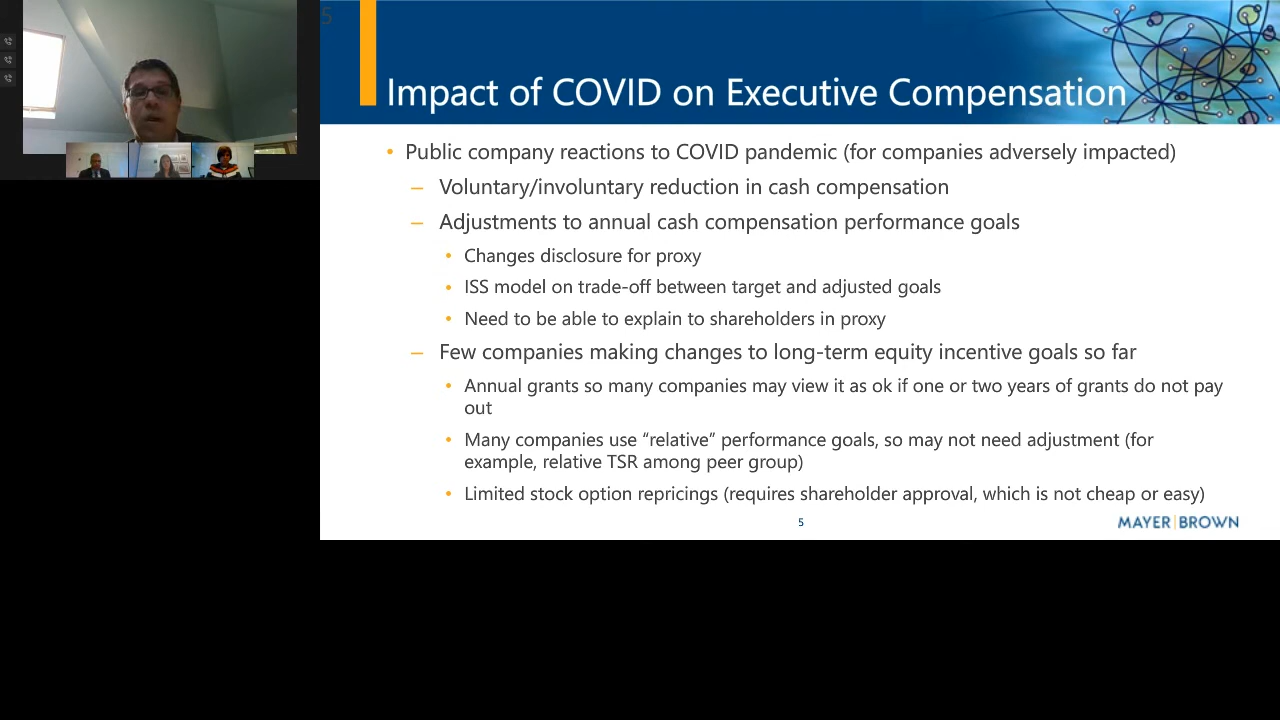 5
Impact of COVID on Executive Compensation
• Public company reactions to COVID pandemic (for companies adversely impacted)
– Voluntary/involuntary reduction in cash compensation
– Adjustments to annual cash compensation performance goals
• Changes disclosure for proxy
• ISS model on trade-off between target and adjusted goals
• Need to be able to explain to shareholders in proxy
– Few companies making changes to long-term equity incentive goals so far
• Annual grants so many companies may view it as ok if one or two years of grants do not pay
out
• Many companies use “relative” performance goals, so may not need adjustment (for
example, relative TSR among peer group)
• Limited stock option repricings (requires shareholder approval, which is not cheap or easy)
5
MAYER | BROWN